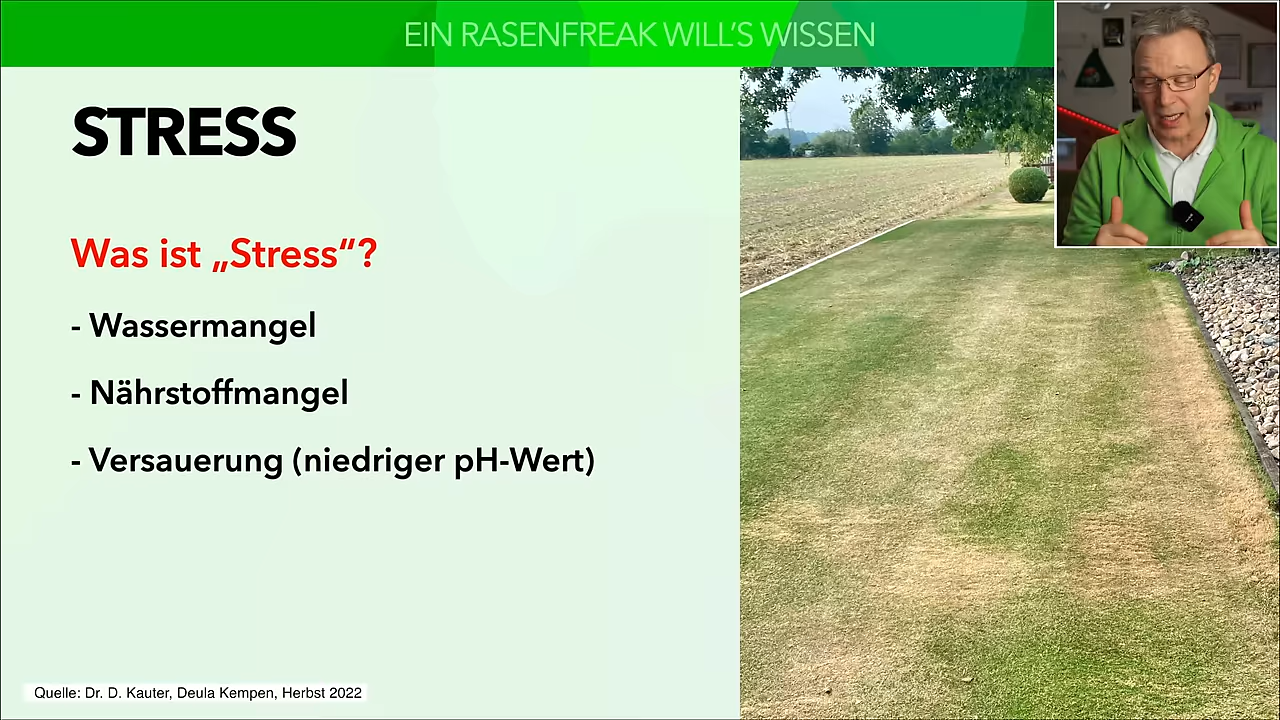 EIN RASENFREAK WILL'S WISSEN
STRESS
Was ist „Stress“?
- Wassermangel
- Nährstoffmangel
- Versauerung (niedriger pH-Wert)
Quelle: Dr. D. Kauter, Deula Kempen, Herbst 2022